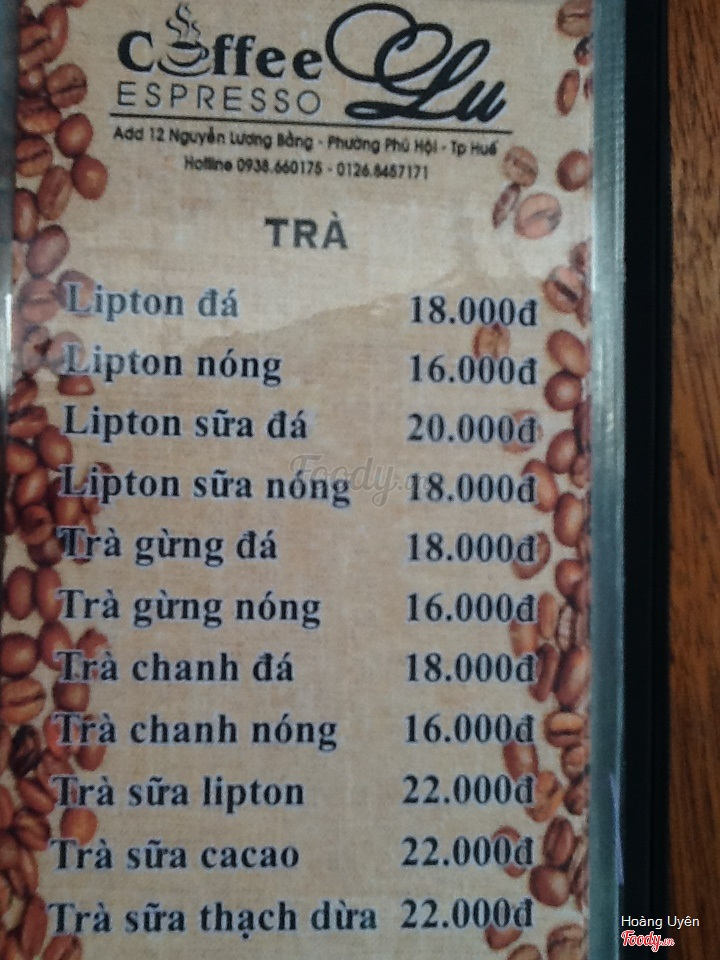 Coffee Lu
ESPRESSO
Add 12 Nguyễn Lương Bằng - Phường Phú Hội - Tp Huế
Hotline 0938.660175 - 0126.8457171
TRÀ
Lipton đá 18.000đ
Lipton nóng 16.000đ
Lipton sữa đá 20.000đ
Lipton sữa nóng 18.000đ
Foody.vn
Trà gừng đá 18.000đ
Trà gừng nóng 16.000đ
Trà chanh đá 18.000đ
Trà chanh nóng 16.000đ
Trà sữa lipton 22.000đ
Trà sữa cacao 22.000đ
Trà sữa thạch dừa 22.000đ
Hoàng Uyên
Foody.vn